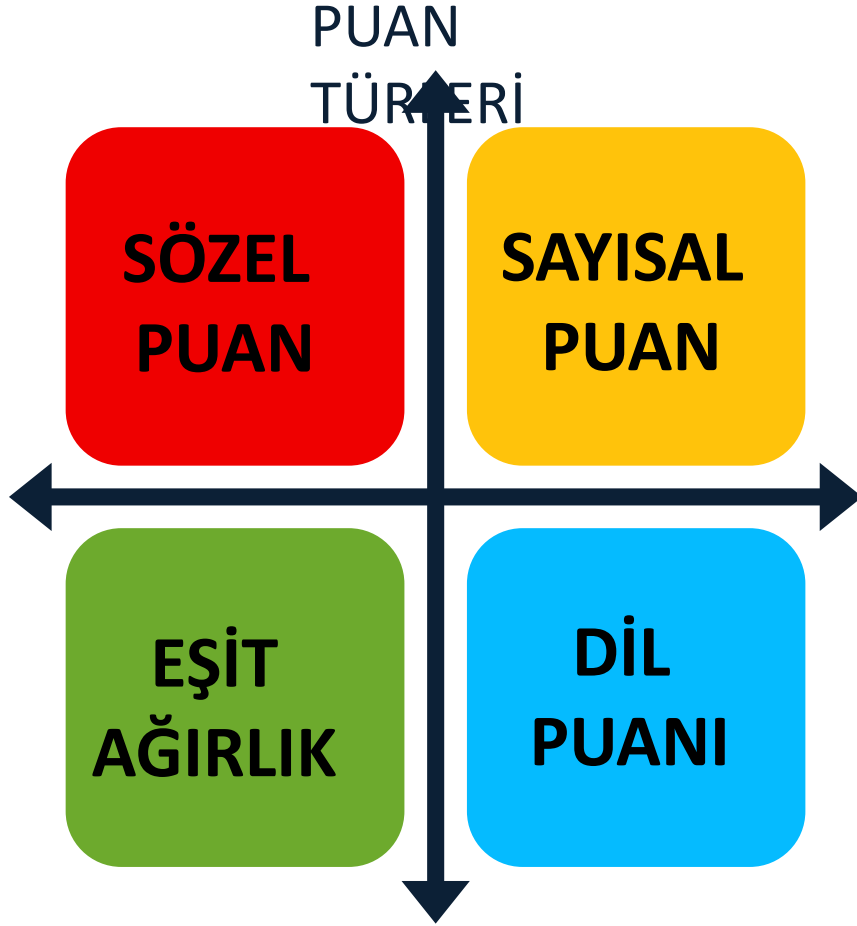 PUAN
TÜRLERİ
SÖZEL
PUAN
SAYISAL
PUAN
EŞİT
AĞIRLIK
DİL
PUANI